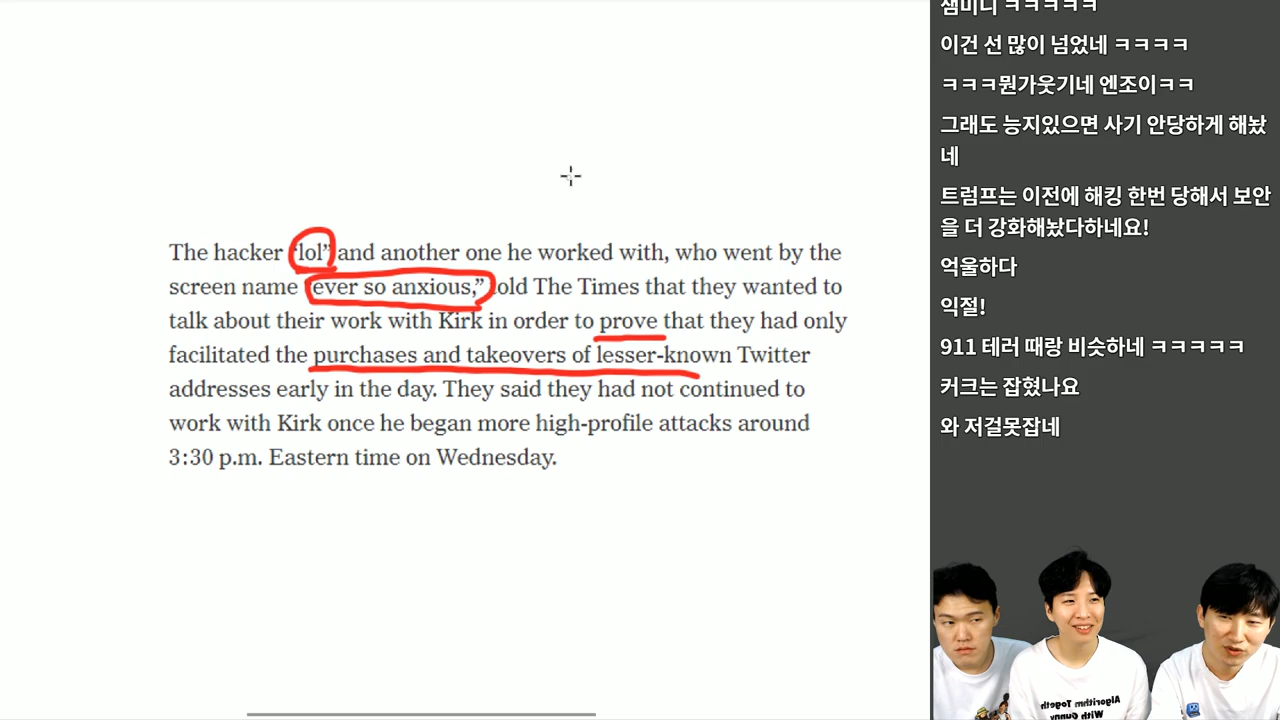 The hacker “lol” and another one he worked with, who went by the
screen name “ever so anxious,” told The Times that they wanted to
talk about their work with Kirk in order to prove that they had only
facilitated the purchases and takeovers of lesser-known Twitter
addresses early in the day. They said they had not continued to
work with Kirk once he began more high-profile attacks around
3:30 p.m. Eastern time on Wednesday.
샘미디 ㅋㅋㅋㅋㅋ
이건 선 많이 넘었네 ㅋㅋㅋㅋ
ㅋㅋㅋ뭔가웃기네 엔조이ㅋㅋ
그래도 능지있으면 사기 안당하게 해놨
네
트럼프는 이전에 해킹 한번 당해서 보안
을 더 강화해놨다하네요!
억울하다
익절!
911 테러 때랑 비슷하네 ㅋㅋㅋㅋㅋ
커크는 잡혔나요
와 저걸못잡네
Algorithm Togeth
With Gunny